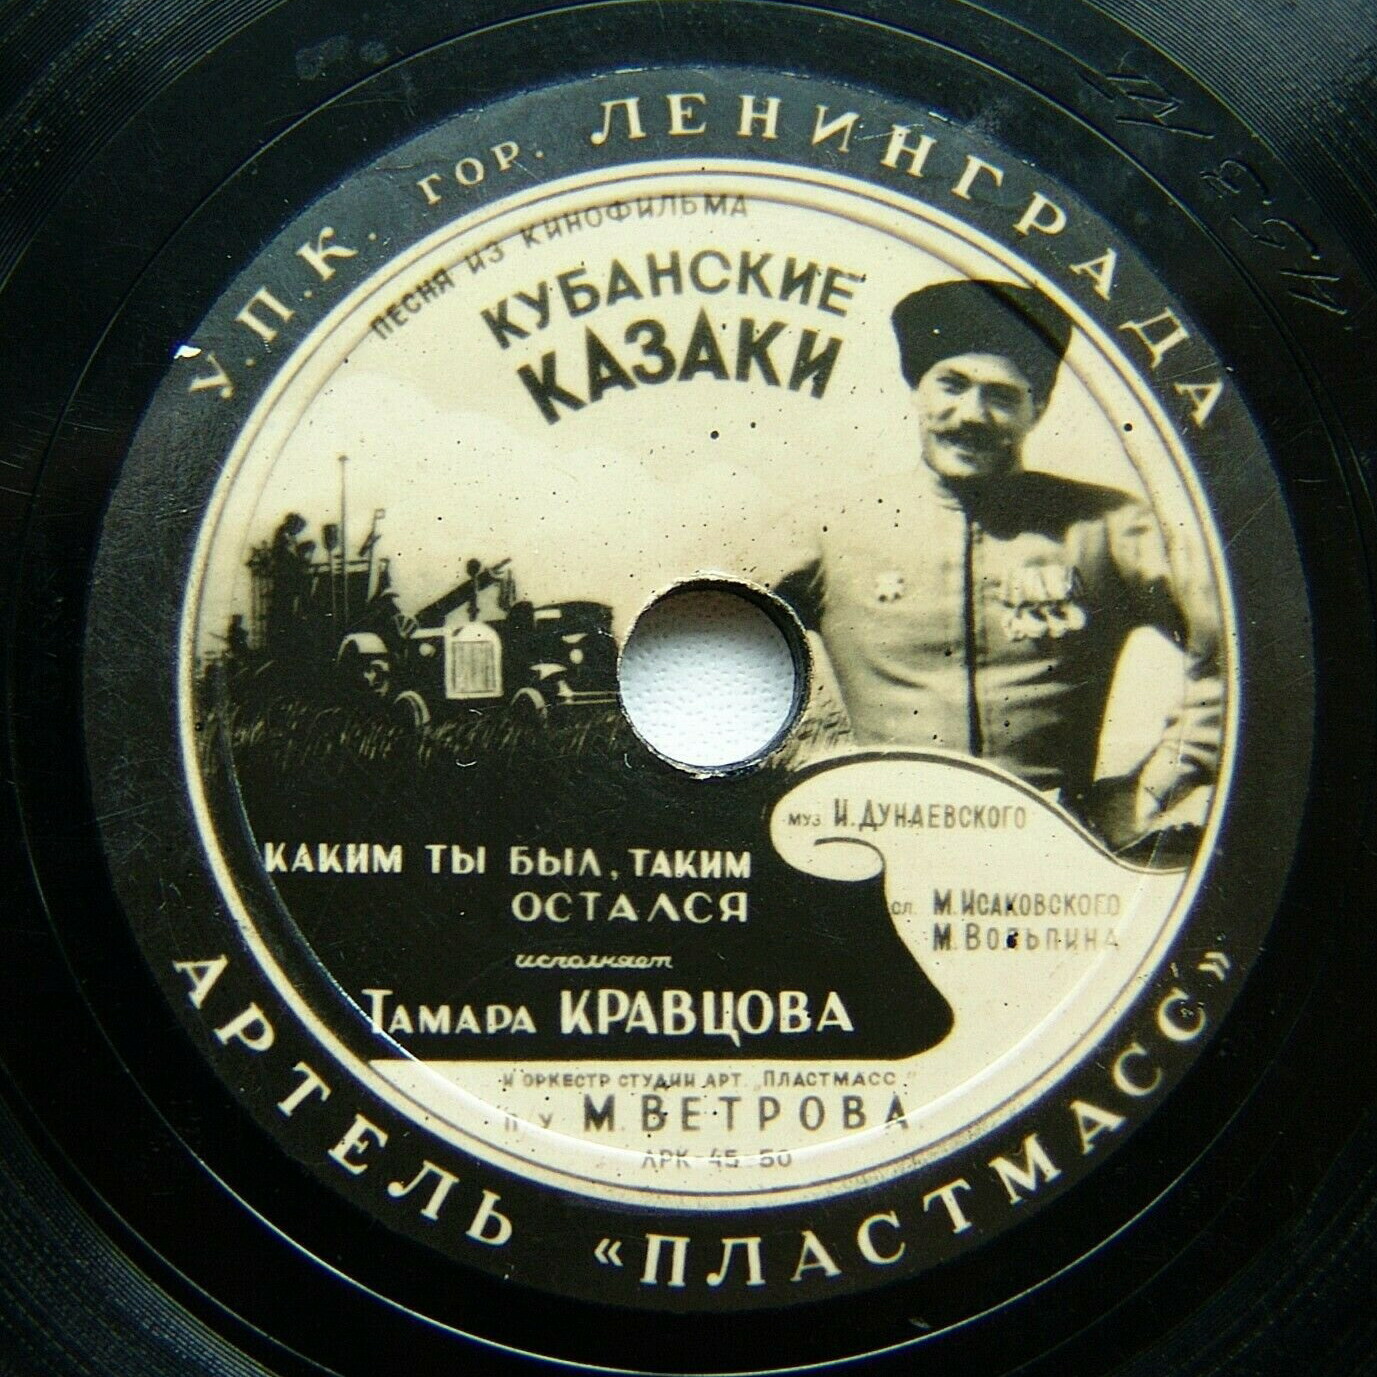 У.П.К. ГОР. ЛЕНИНГРАДА
ПЕСНЯ ИЗ КИНОФИЛЬМА
КУБАНСКИЕ
КАЗАКИ
МУЗ И. ДУНАЕВСКОГО
КАКИМ ТЫ БЫЛ, ТАКИМ
ОСТАЛСЯ
СЛ. М. ИСАКОВСКОГО
М. ВОЛЬПИНА
исполняет
ТАМАРА КРАВЦОВА
И ОРКЕСТР СТУДИИ АРТ. „ПЛАСТМАСС"
П/У М. ВЕТРОВА
АРК-45-50
АРТЕЛЬ «ПЛАСТМАСС»